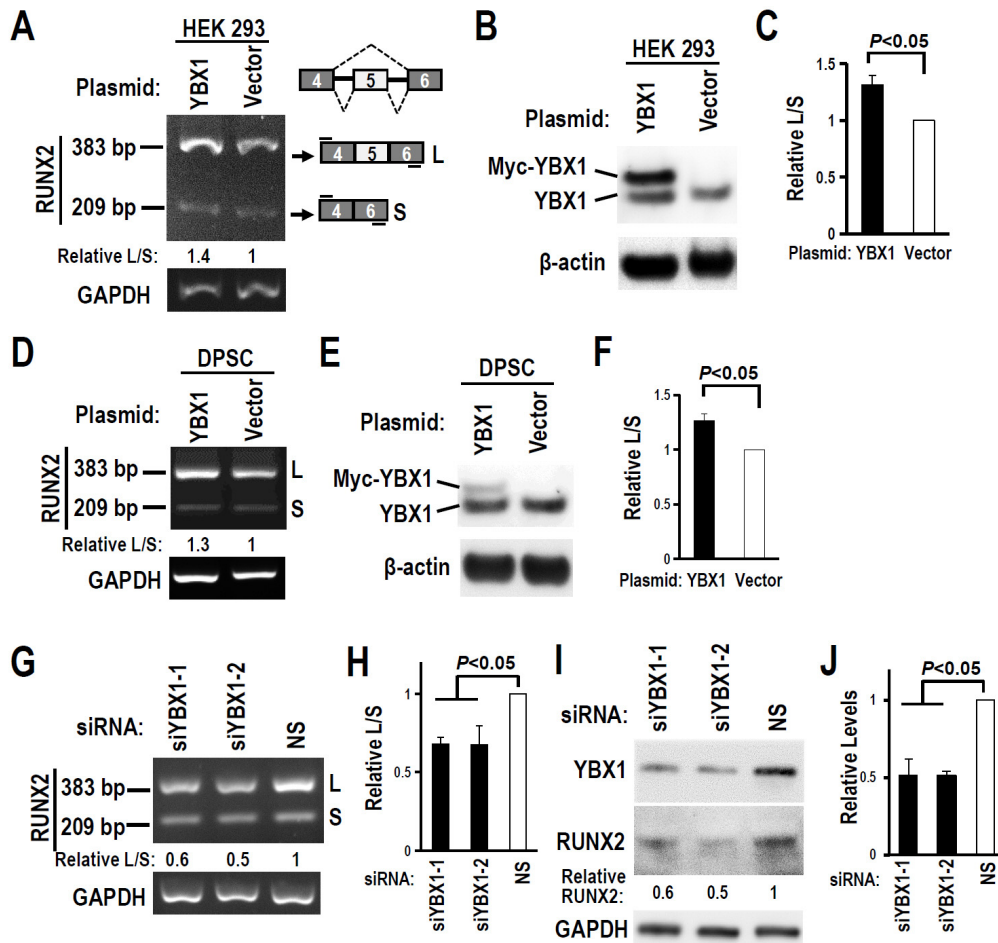 A
HEK 293
Plasmid:
YBX1
Vector
RUNX2
383 bp
209 bp
4 5 6
4 5 6 L
4 6 S
Relative L/S: 1.4 1
GAPDH
B
HEK 293
Plasmid:
YBX1
Vector
Myc-YBX1
YBX1
β-actin
C
P<0.05
Relative L/S
1.5
1
0.5
0
Plasmid: YBX1 Vector
D
DPSC
Plasmid:
YBX1
Vector
RUNX2
383 bp L
209 bp S
Relative L/S: 1.3 1
GAPDH
E
DPSC
Plasmid:
YBX1
Vector
Myc-YBX1
YBX1
β-actin
F
P<0.05
Relative L/S
1.5
1
0.5
0
Plasmid: YBX1 Vector
G
siRNA:
siYBX1-1
siYBX1-2
NS
RUNX2
383 bp L
209 bp S
Relative L/S: 0.6 0.5 1
GAPDH
H
P<0.05
Relative L/S
1
0.5
0
siRNA:
siYBX1-1
siYBX1-2
NS
I
siRNA:
siYBX1-1
siYBX1-2
NS
YBX1
RUNX2
Relative
RUNX2: 0.6 0.5 1
GAPDH
J
P<0.05
Relative Levels
1
0.5
0
siRNA:
siYBX1-1
siYBX1-2
NS